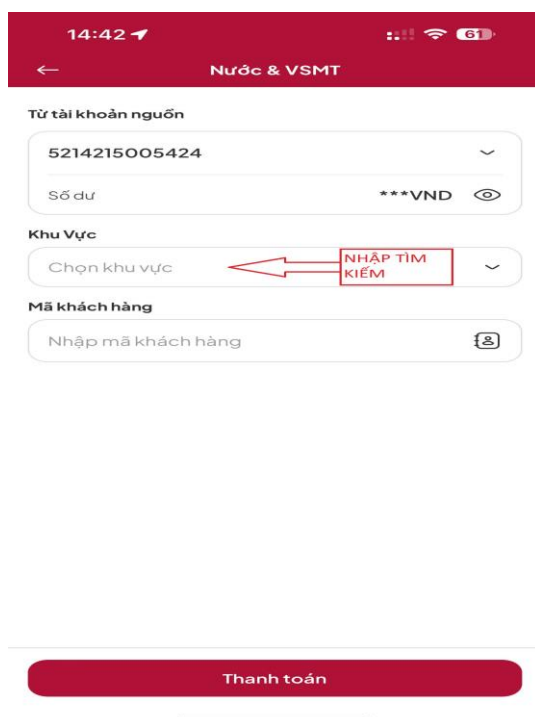 14:42
61
Nước & VSMT
Từ tài khoản nguồn
5214215005424
Số dư ***VND
Khu Vực
Chọn khu vực
NHẬP TÌM
KIẾM
Mã khách hàng
Nhập mã khách hàng
Thanh toán